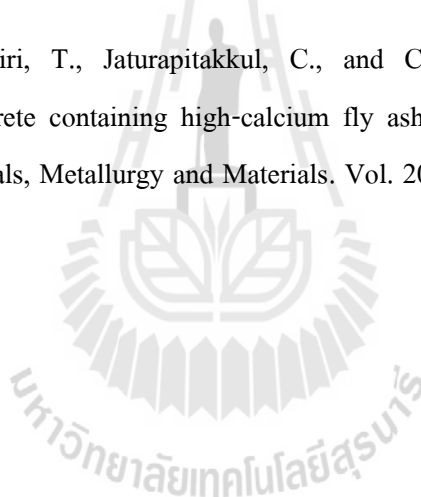 iri, T., Jaturapitakkul, C., and C
rete containing high-calcium fly ash
als, Metallurgy and Materials. Vol. 20
มหาวิทยาลัยเทคโนโลยีสุรนารี